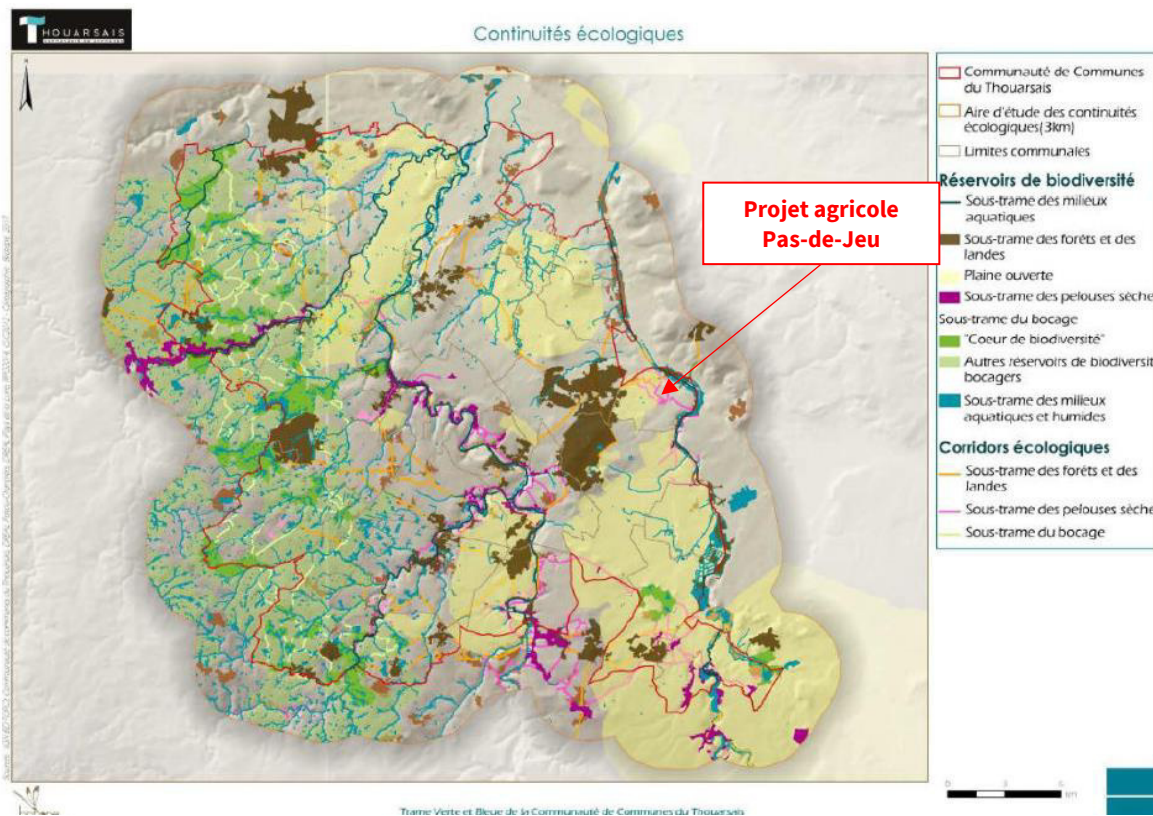 THOUARSAIS
Continuités écologiques
N
Communauté de Communes
du Thouarsais
Aire d'étude des continuités
écologiques(3km)
Limites communales
Réservoirs de biodiversité
Sous-trame des milieux
aquatiques
Sous-trame des forêts et des
landes
Plaine ouverte
Sous-trame des pelouses sèche
Sous-trame du bocage
"Coeur de biodiversité"
Autres réservoirs de biodiversit
bocagers
Sous-trame des milieux
aquatiques et humides
Corridors écologiques
Sous-trame des forêts et des
landes
Sous-trame des pelouses sèche
Sous-trame du bocage
Projet agricole
Pas-de-Jeu
Trame Verte et Bleue de la Communauté de Communes du Thouarsais